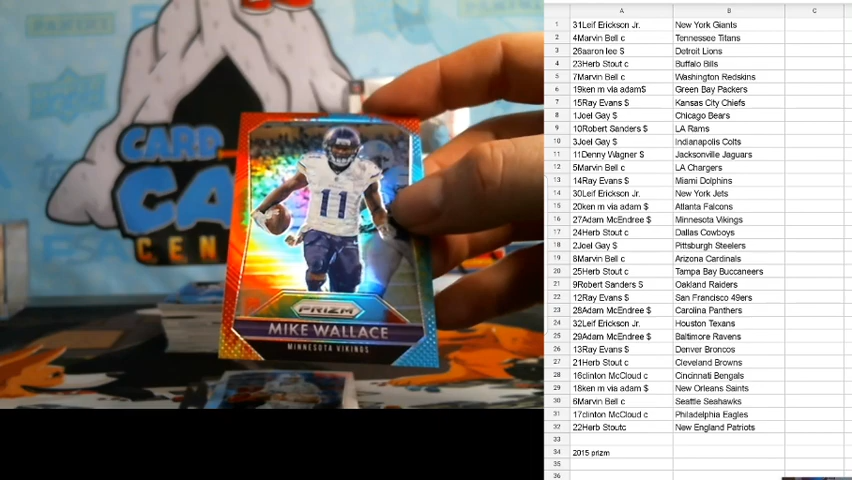 CARD
CA
CEN
PSA
11
PRIZM
MIKE WALLACE
MINNESOTA VIKINGS
A B C
1 31Leif Erickson Jr. New York Giants
2 4Marvin Bell c Tennessee Titans
3 26aaron lee S Detroit Lions
4 23Herb Stout c Buffalo Bills
5 7Marvin Bell c Washington Redskins
6 19ken m via adam$ Green Bay Packers
7 15Ray Evans $ Kansas City Chiefs
8 1Joel Gay $ Chicago Bears
9 10Robert Sanders $ LA Rams
10 3Joel Gay $ Indianapolis Colts
11 11Denny Wagner $ Jacksonville Jaguars
12 5Marvin Bell c LA Chargers
13 14Ray Evans $ Miami Dolphins
14 30Leif Erickson Jr. New York Jets
15 20ken m via adam $ Atlanta Falcons
16 27Adam McEndree $ Minnesota Vikings
17 24Herb Stout c Dallas Cowboys
18 2Joel Gay $ Pittsburgh Steelers
19 8Marvin Bell c Arizona Cardinals
20 25Herb Stout c Tampa Bay Buccaneers
21 9Robert Sanders $ Oakland Raiders
22 12Ray Evans $ San Francisco 49ers
23 28Adam McEndree $ Carolina Panthers
24 32Leif Erickson Jr. Houston Texans
25 29Adam McEndree $ Baltimore Ravens
26 13Ray Evans $ Denver Broncos
27 21Herb Stout c Cleveland Browns
28 16clinton McCloud c Cincinnati Bengals
29 18ken m via adam $ New Orleans Saints
30 6Marvin Bell c Seattle Seahawks
31 17clinton McCloud c Philadelphia Eagles
32 22Herb Stoutc New England Patriots
33
34 2015 prizm
35
36